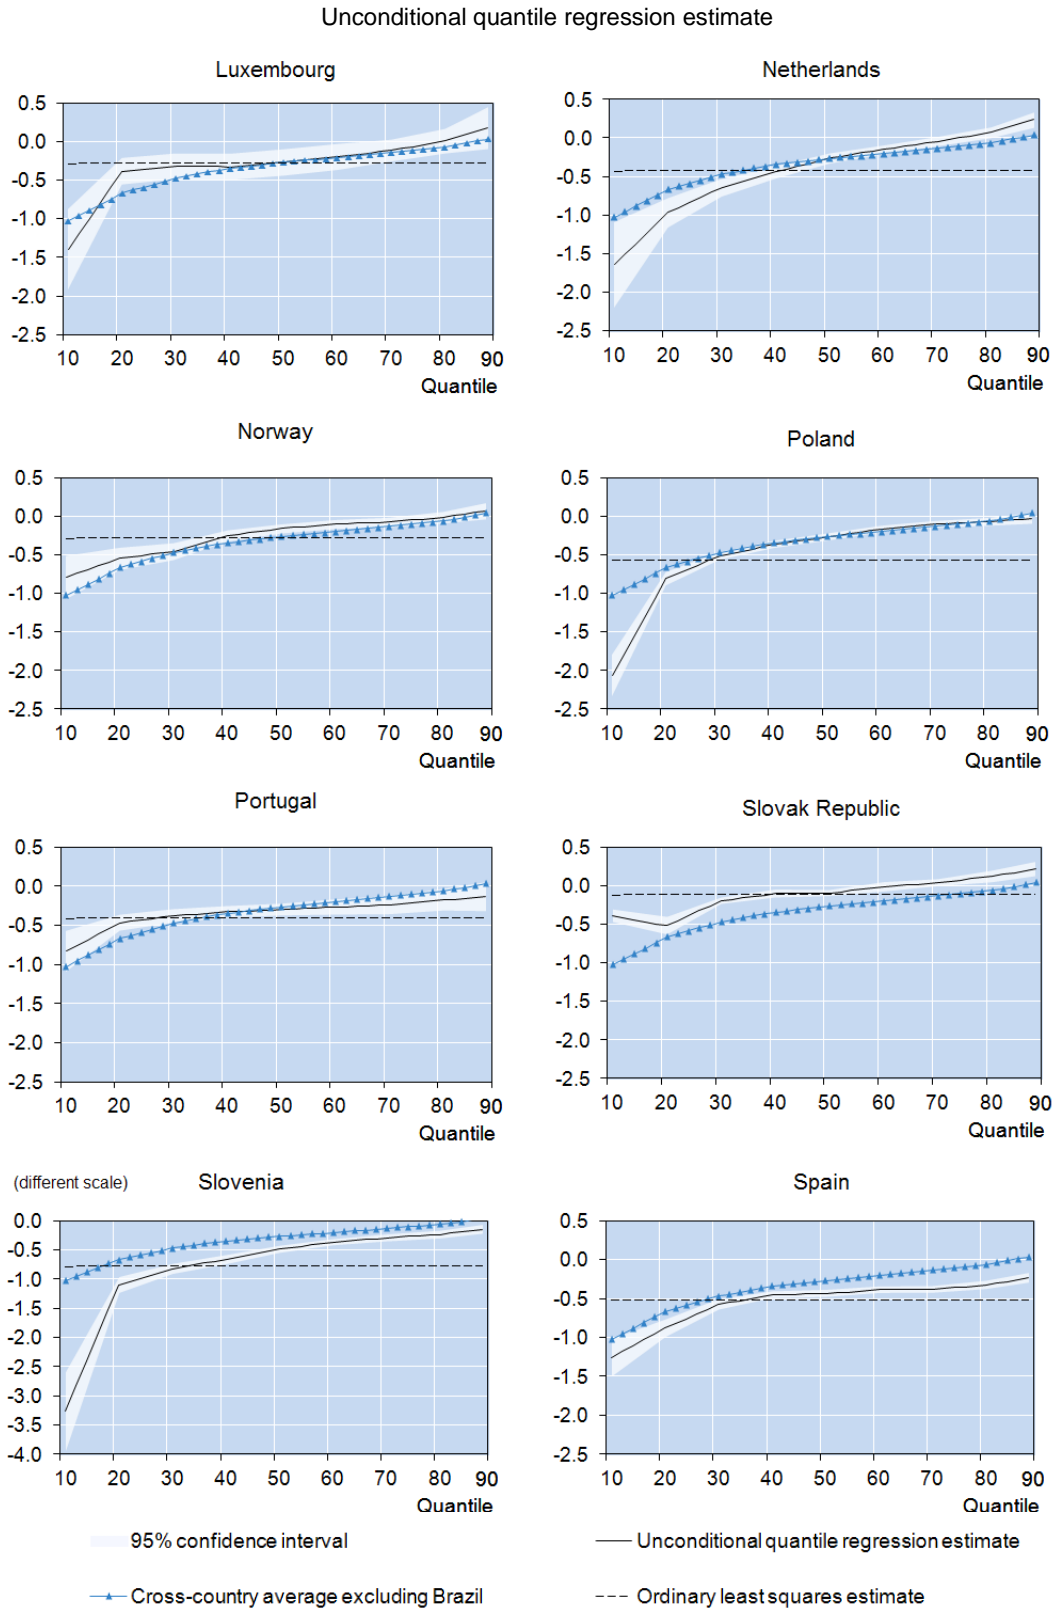 Unconditional quantile regression estimate
Luxembourg
0.5
0.0
-0.5
-1.0
-1.5
-2.0
-2.5
10 20 30 40 50 60 70 80 90
Quantile
Netherlands
0.5
0.0
-0.5
-1.0
-1.5
-2.0
-2.5
10 20 30 40 50 60 70 80 90
Quantile
Norway
0.5
0.0
-0.5
-1.0
-1.5
-2.0
-2.5
10 20 30 40 50 60 70 80 90
Quantile
Poland
0.5
0.0
-0.5
-1.0
-1.5
-2.0
-2.5
10 20 30 40 50 60 70 80 90
Quantile
Portugal
0.5
0.0
-0.5
-1.0
-1.5
-2.0
-2.5
10 20 30 40 50 60 70 80 90
Quantile
Slovak Republic
0.5
0.0
-0.5
-1.0
-1.5
-2.0
-2.5
10 20 30 40 50 60 70 80 90
Quantile
(different scale) Slovenia
0.0
-0.5
-1.0
-1.5
-2.0
-2.5
-3.0
-3.5
-4.0
10 20 30 40 50 60 70 80 90
Quantile
Spain
0.5
0.0
-0.5
-1.0
-1.5
-2.0
-2.5
10 20 30 40 50 60 70 80 90
Quantile
95% confidence interval
Unconditional quantile regression estimate
Cross-country average excluding Brazil
Ordinary least squares estimate